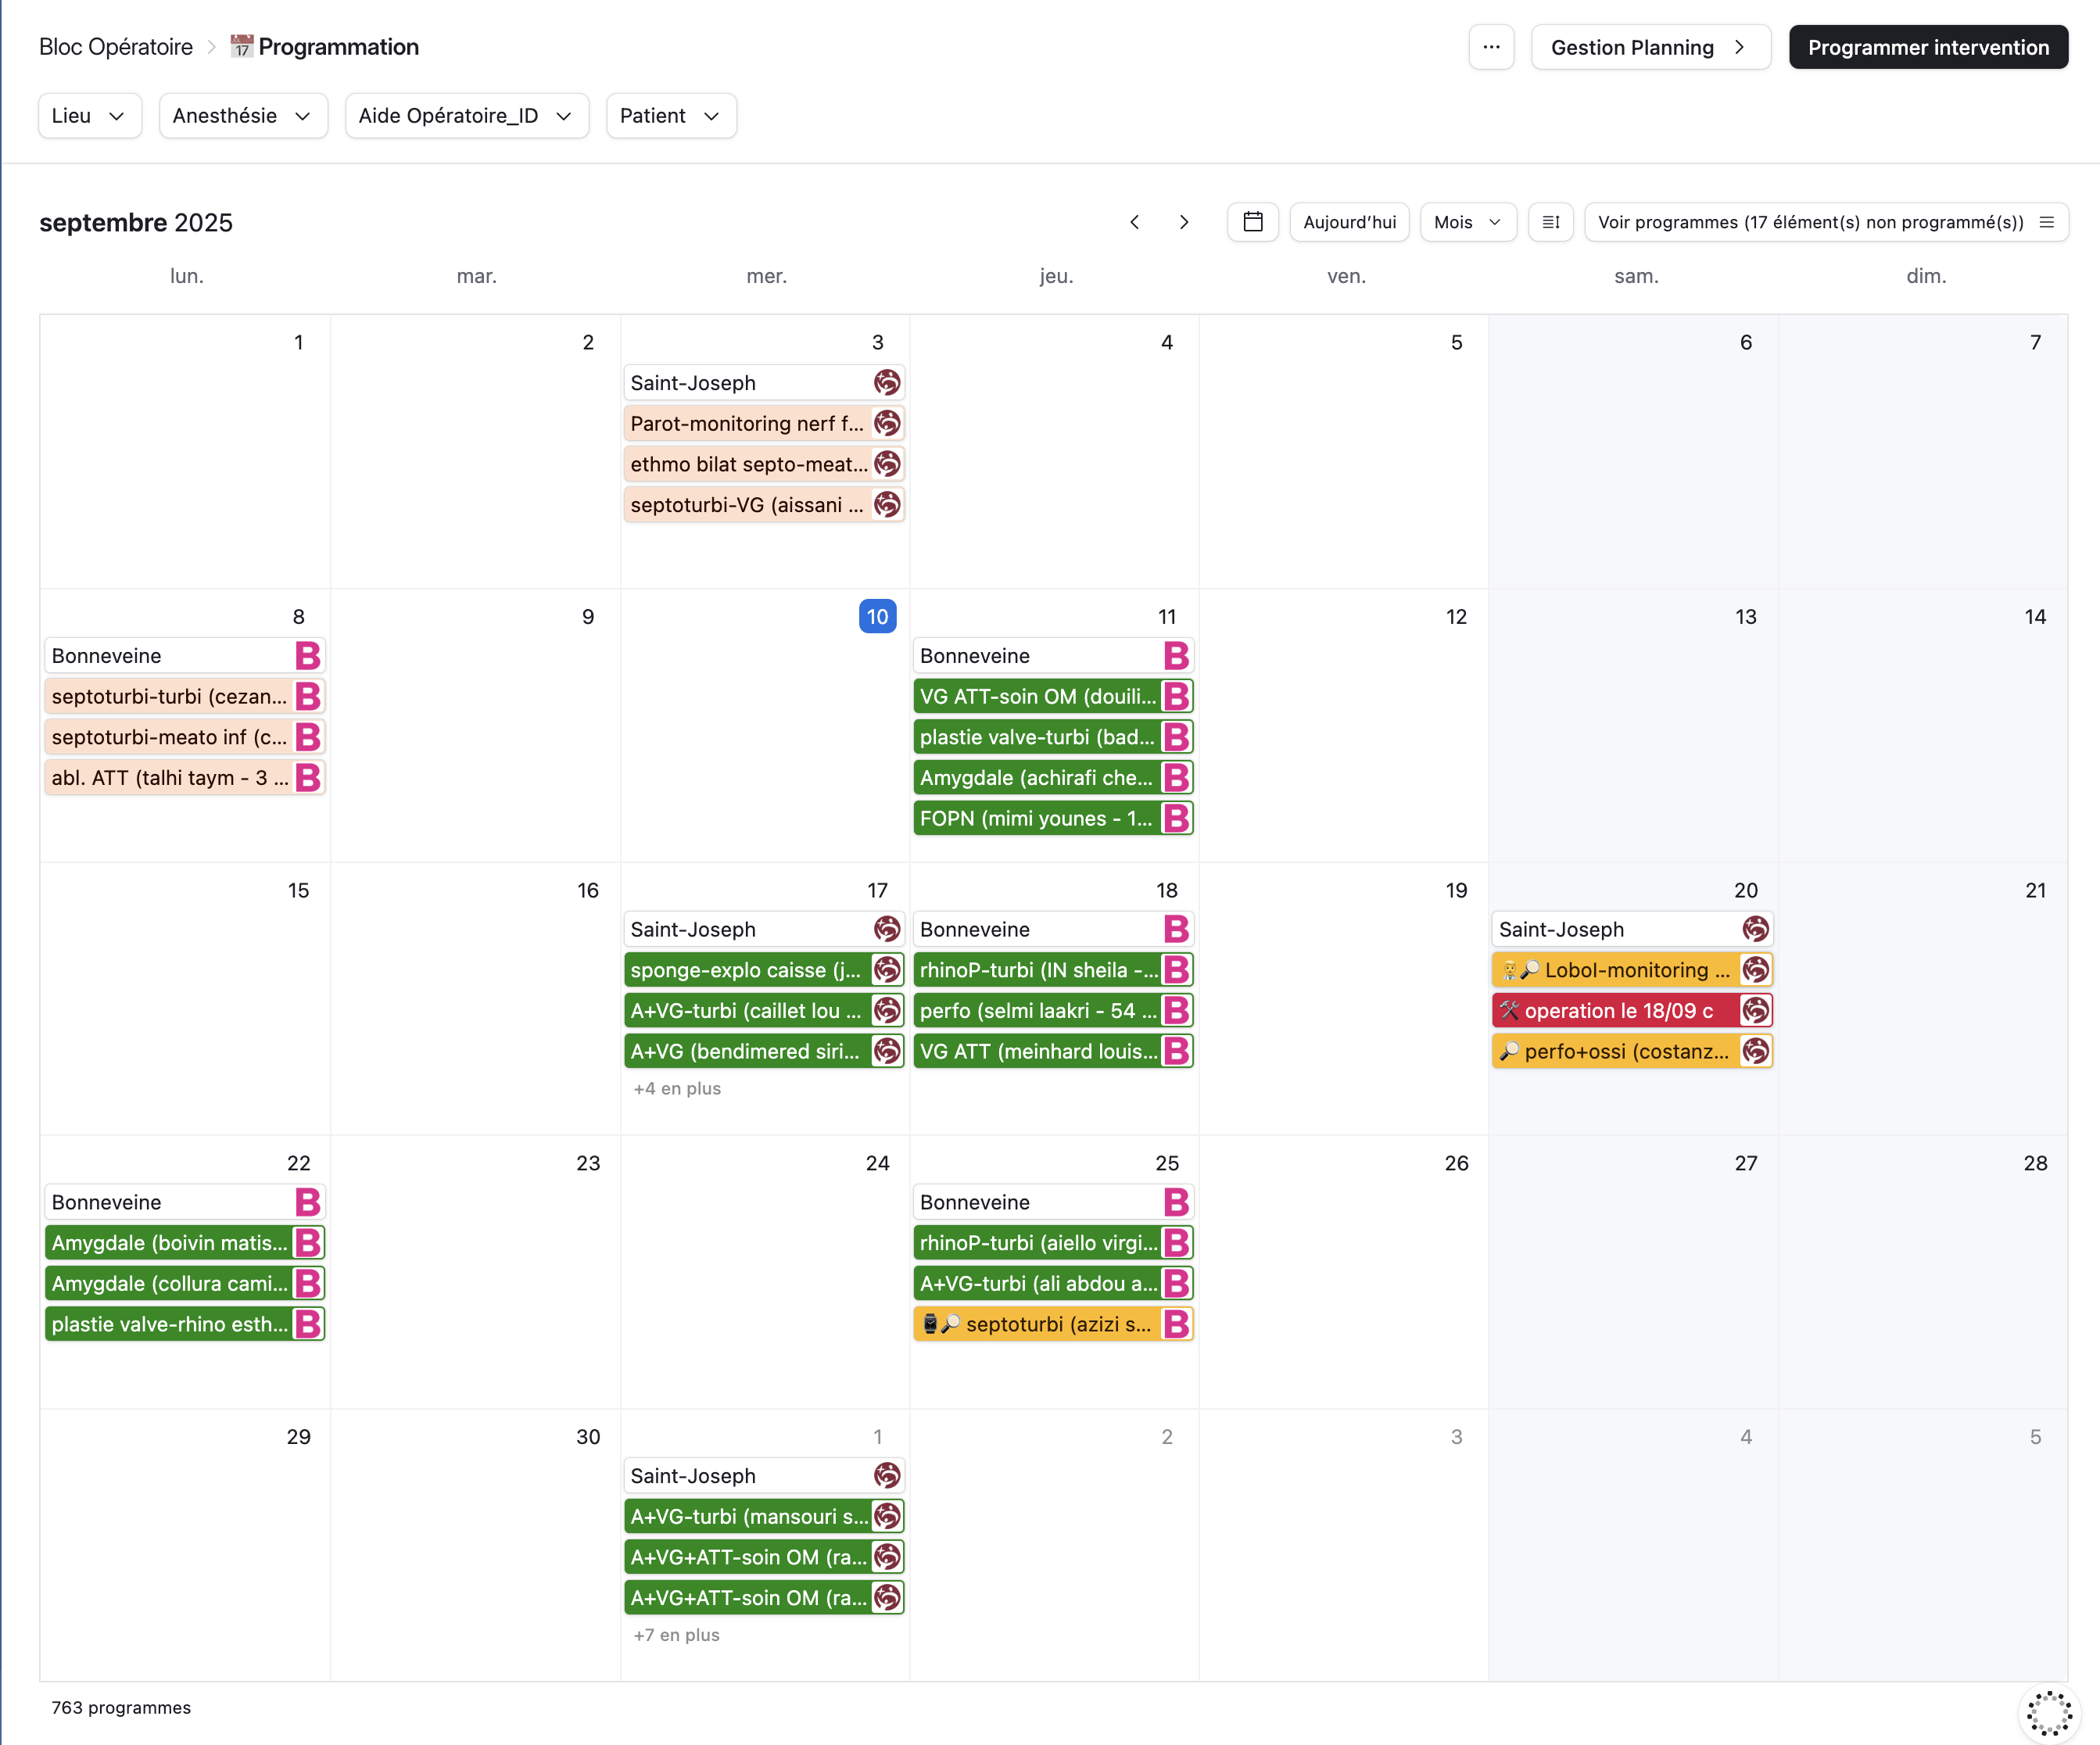 Bloc Opératoire > 📅 Programmation
... Gestion Planning > Programmer intervention
Lieu Anesthésie Aide Opératoire_ID Patient
septembre 2025
Aujourd'hui Mois Voir programmes (17 élément(s) non programmé(s))
lun. mar. mer. jeu. ven. sam. dim.
1 2 3 4 5 6 7
Saint-Joseph
Parot-monitoring nerf f...
ethmo bilat septo-meat...
septoturbi-VG (aissani ...
8 9 10 11 12 13 14
Bonneveine B
septoturbi-turbi (cezan... B
septoturbi-meato inf (c... B
abl. ATT (talhi taym - 3 ... B
Bonneveine B
VG ATT-soin OM (douili... B
plastie valve-turbi (bad... B
Amygdale (achirafi che... B
FOPN (mimi younes - 1... B
15 16 17 18 19 20 21
Saint-Joseph
sponge-explo caisse (j...
A+VG-turbi (caillet lou ...
A+VG (bendimered siri...
+4 en plus
Bonneveine B
rhinoP-turbi (IN sheila -... B
perfo (selmi laakri - 54 ... B
VG ATT (meinhard louis... B
Saint-Joseph
Lobol-monitoring ...
operation le 18/09 c
perfo+ossi (costanz...
22 23 24 25 26 27 28
Bonneveine B
Amygdale (boivin matis... B
Amygdale (collura cami... B
plastie valve-rhino esth... B
Bonneveine B
rhinoP-turbi (aiello virgi... B
A+VG-turbi (ali abdou a... B
septoturbi (azizi s... B
29 30 1 2 3 4 5
Saint-Joseph
A+VG-turbi (mansouri s...
A+VG+ATT-soin OM (ra...
A+VG+ATT-soin OM (ra...
+7 en plus
763 programmes